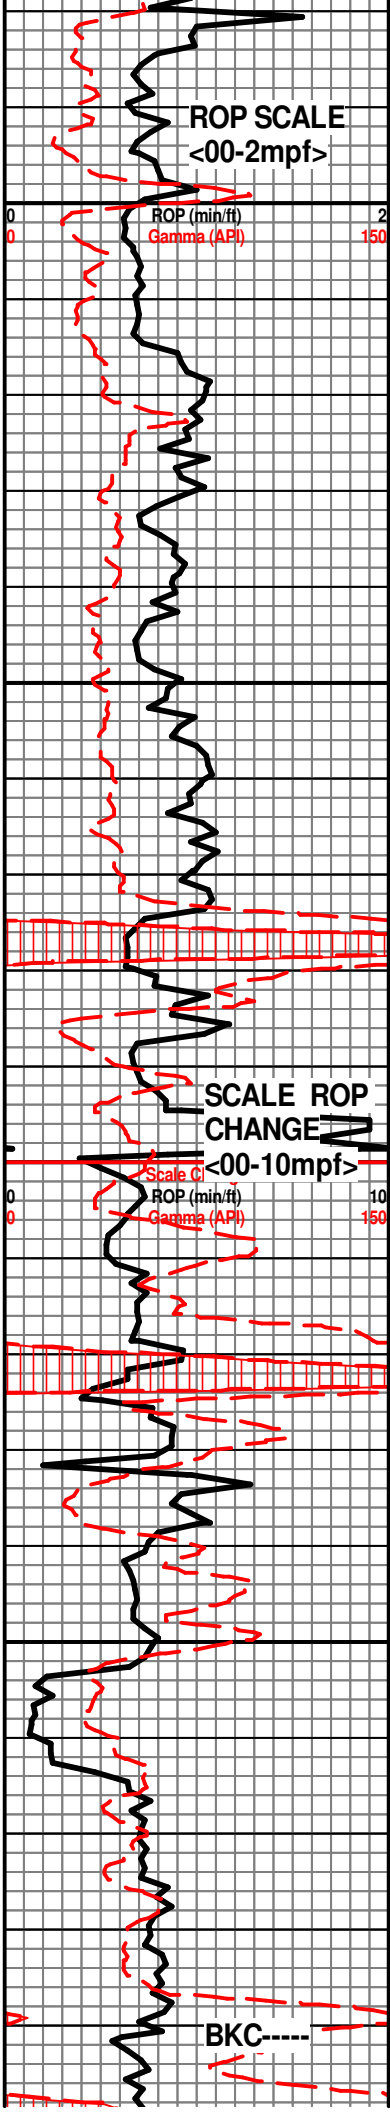 ROP SCALE
<00-2mpf>
0 ROP (min/ft) 2
0 Gamma (API) 150
SCALE ROP
CHANGE
<00-10mpf>
Scale C
0 ROP (min/ft) 10
0 Gamma (API) 150
BKC-----